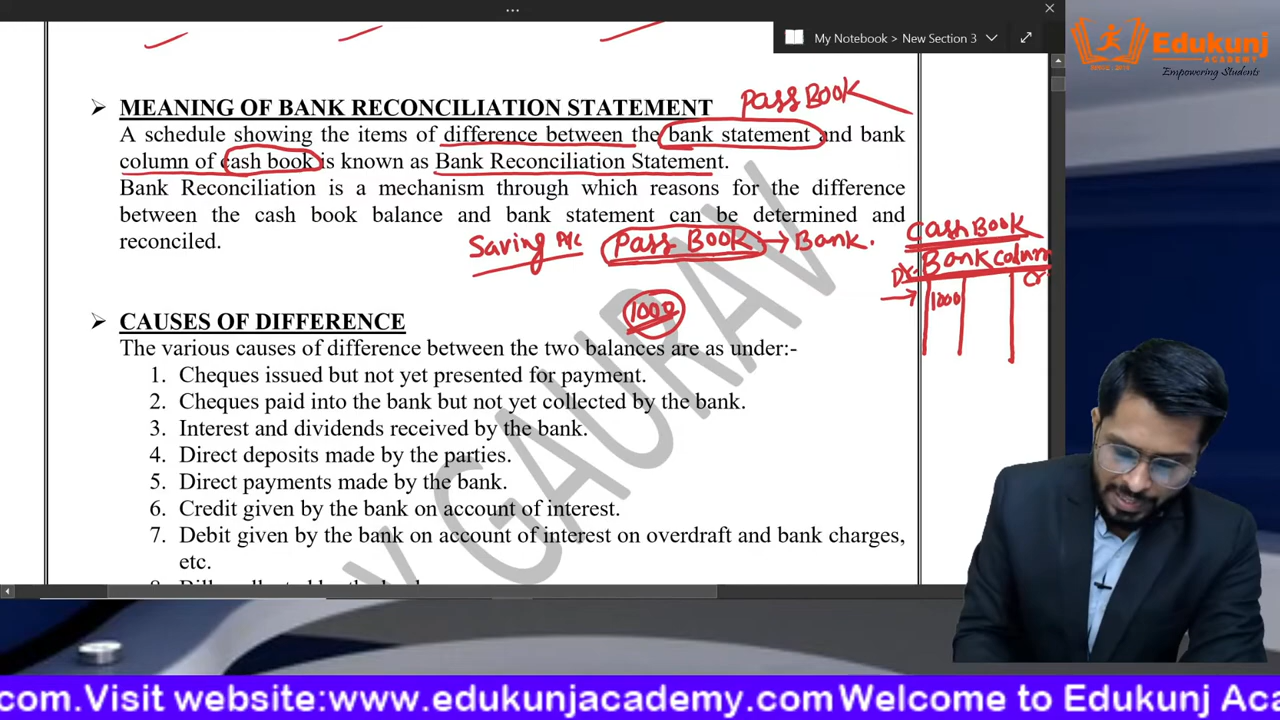 My Notebook > New Section 3
Edukunj
ACADEMY
Empowering Students
MEANING OF BANK RECONCILIATION STATEMENT
Pass Book
A schedule showing the items of difference between the bank statement and bank
column of cash book is known as Bank Reconciliation Statement.
Bank Reconciliation is a mechanism through which reasons for the difference
between the cash book balance and bank statement can be determined and
reconciled.
Saving A/c Pass Book → Bank.
Cash Book
Dr. Bank column
Cr
1000
1000
CAUSES OF DIFFERENCE
The various causes of difference between the two balances are as under:-
1. Cheques issued but not yet presented for payment.
2. Cheques paid into the bank but not yet collected by the bank.
3. Interest and dividends received by the bank.
4. Direct deposits made by the parties.
5. Direct payments made by the bank.
6. Credit given by the bank on account of interest.
7. Debit given by the bank on account of interest on overdraft and bank charges,
etc.
GAURAV
com.Visit website:www.edukunjacademy.comWelcome to Edukunj Aca